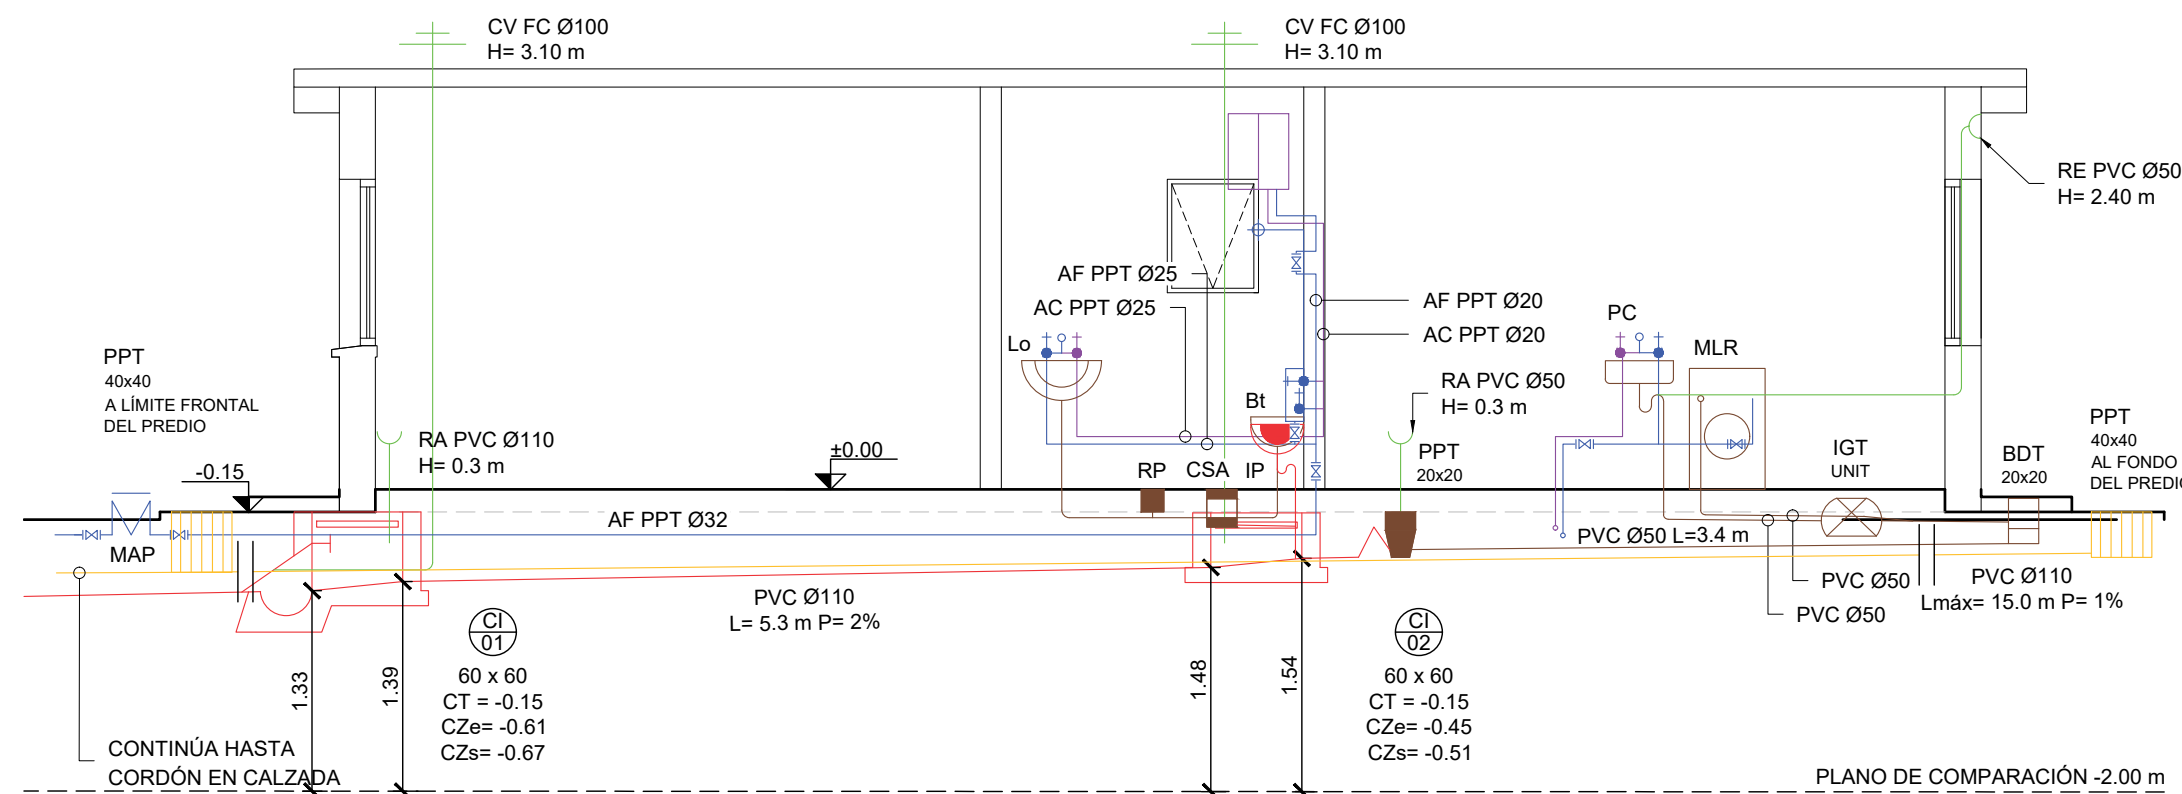 CV FC Ø100
H= 3.10 m
CV FC Ø100
H= 3.10 m
RE PVC Ø50
H= 2.40 m
AF PPT Ø25
AC PPT Ø25
AF PPT Ø20
AC PPT Ø20
Lo
PC
MLR
PPT
40x40
A LÍMITE FRONTAL
DEL PREDIO
RA PVC Ø50
H= 0.3 m
Bt
RA PVC Ø110
H= 0.3 m
±0.00
-0.15
RP
CSA
IP
PPT
20x20
IGT
UNIT
BDT
20x20
PPT
40x40
AL FONDO
DEL PREDIO
MAP
AF PPT Ø32
PVC Ø50 L=3.4 m
PVC Ø50
PVC Ø50
PVC Ø110
Lmáx= 15.0 m P= 1%
PVC Ø110
L= 5.3 m P= 2%
CI
01
60 x 60
CT = -0.15
CZe= -0.61
CZs= -0.67
CI
02
60 x 60
CT = -0.15
CZe= -0.45
CZs= -0.51
1.33
1.39
1.48
1.54
CONTINÚA HASTA
CORDÓN EN CALZADA
PLANO DE COMPARACIÓN -2.00 m